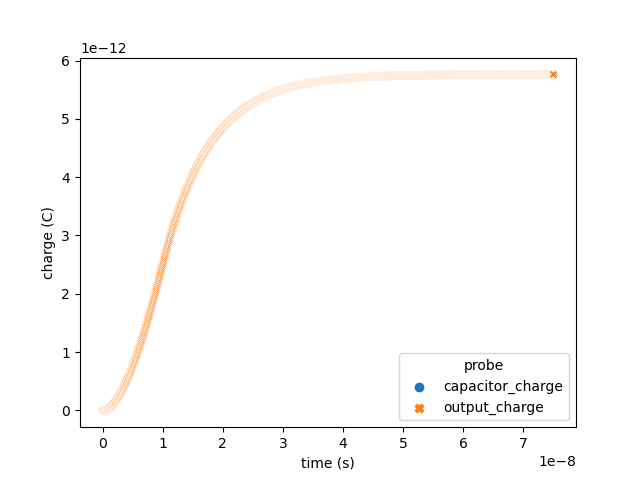 1e−12
6
5
4
3
2
1
0
charge (C)
probe
capacitor_charge
output_charge
0 1 2 3 4 5 6 7
time (s)
1e−8